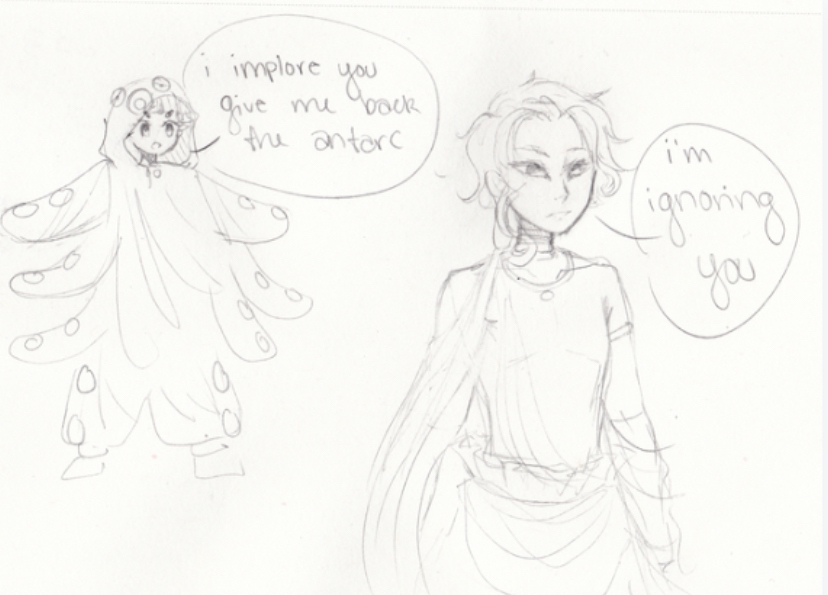 i implore you
give me back
the antarc
i'm
ignoring
you